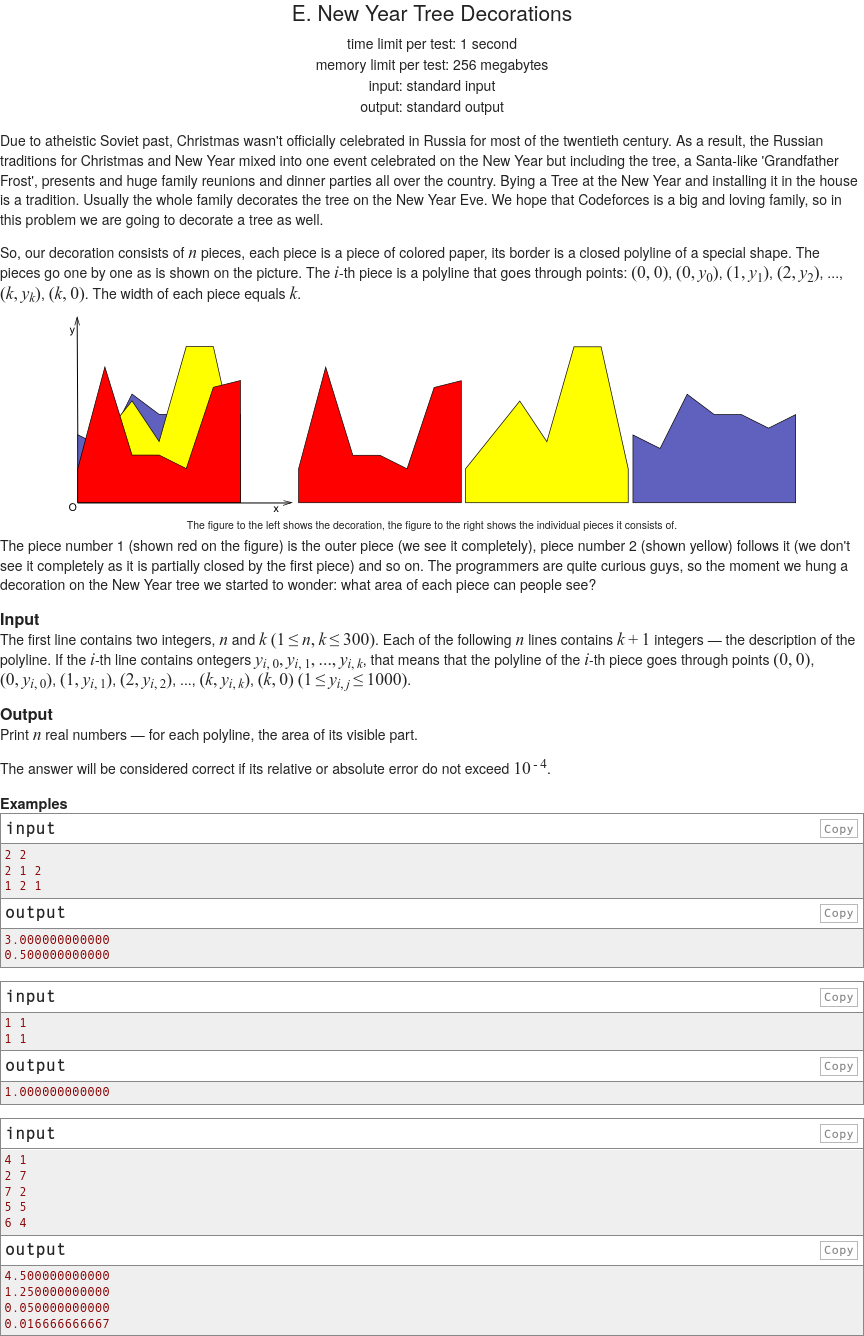 E. New Year Tree Decorations
time limit per test: 1 second
memory limit per test: 256 megabytes
input: standard input
output: standard output
Due to atheistic Soviet past, Christmas wasn't officially celebrated in Russia for most of the twentieth century. As a result, the Russian
traditions for Christmas and New Year mixed into one event celebrated on the New Year but including the tree, a Santa-like 'Grandfather
Frost', presents and huge family reunions and dinner parties all over the country. Bying a Tree at the New Year and installing it in the house
is a tradition. Usually the whole family decorates the tree on the New Year Eve. We hope that Codeforces is a big and loving family, so in
this problem we are going to decorate a tree as well.
So, our decoration consists of n pieces, each piece is a piece of colored paper, its border is a closed polyline of a special shape. The
pieces go one by one as is shown on the picture. The i-th piece is a polyline that goes through points: (0, 0), (0, y₀), (1, y₁), (2, y₂), ...,
(k, yₖ), (k, 0). The width of each piece equals k.
y
O
x
The figure to the left shows the decoration, the figure to the right shows the individual pieces it consists of.
The piece number 1 (shown red on the figure) is the outer piece (we see it completely), piece number 2 (shown yellow) follows it (we don't
see it completely as it is partially closed by the first piece) and so on. The programmers are quite curious guys, so the moment we hung a
decoration on the New Year tree we started to wonder: what area of each piece can people see?
Input
The first line contains two integers, n and k (1 ≤ n, k ≤ 300). Each of the following n lines contains k + 1 integers — the description of the
polyline. If the i-th line contains ontegers y_{i, 0}, y_{i, 1}, ..., y_{i, k}, that means that the polyline of the i-th piece goes through points (0, 0),
(0, y_{i, 0}), (1, y_{i, 1}), (2, y_{i, 2}), ..., (k, y_{i, k}), (k, 0) (1 ≤ y_{i, j} ≤ 1000).
Output
Print n real numbers — for each polyline, the area of its visible part.
The answer will be considered correct if its relative or absolute error do not exceed 10^{ - 4}.
Examples
input
Copy
2 2
2 1 2
1 2 1
output
Copy
3.000000000000
0.500000000000
input
Copy
1 1
1 1
output
Copy
1.000000000000
input
Copy
4 1
2 7
7 2
5 5
6 4
output
Copy
4.500000000000
1.250000000000
0.050000000000
0.016666666667